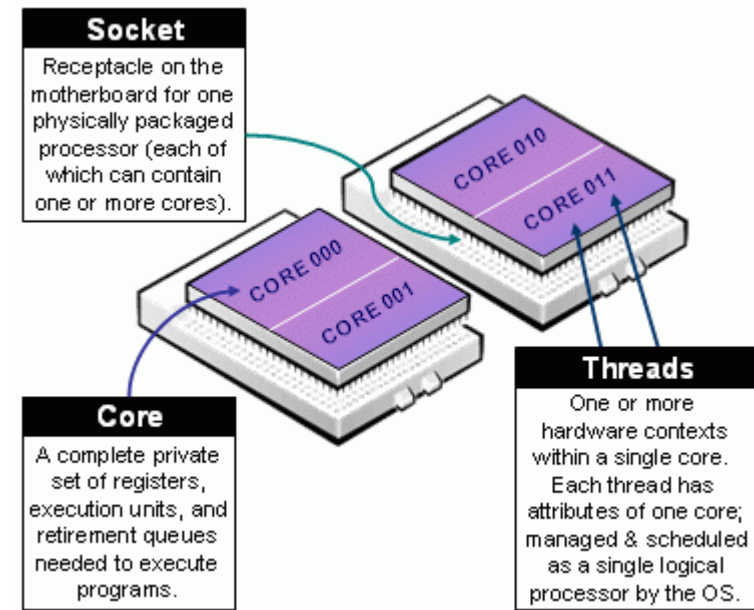 Socket
Receptacle on the
motherboard for one
physically packaged
processor (each of
which can contain
one or more cores).
CORE 010
CORE 011
CORE 000
CORE 001
Core
A complete private
set of registers,
execution units, and
retirement queues
needed to execute
programs.
Threads
One or more
hardware contexts
within a single core.
Each thread has
attributes of one core;
managed & scheduled
as a single logical
processor by the OS.